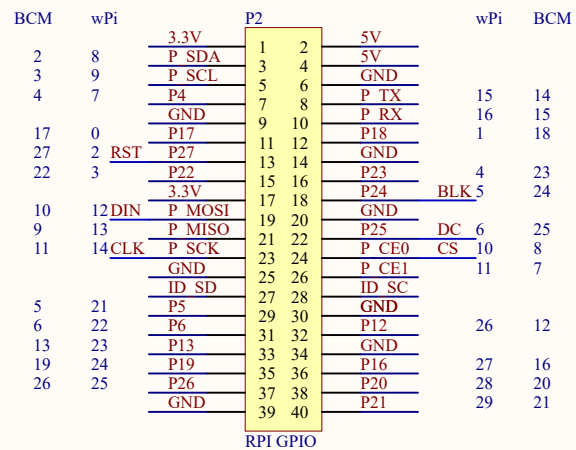 BCM wPi P2 wPi BCM
3.3V 1 2 5V
2 8 P_SDA 3 4 5V
3 9 P_SCL 5 6 GND
4 7 P4 7 8 P_TX 15 14
GND 9 10 P_RX 16 15
17 0 P17 11 12 P18 1 18
27 2 RST P27 13 14 GND
22 3 P22 15 16 P23 4 23
3.3V 17 18 P24 BLK 5 24
10 12 DIN P_MOSI 19 20 GND
9 13 P_MISO 21 22 P25 DC 6 25
11 14 CLK P_SCK 23 24 P_CE0 CS 10 8
GND 25 26 P_CE1 11 7
ID_SD 27 28 ID_SC
5 21 P5 29 30 GND
6 22 P6 31 32 P12 26 12
13 23 P13 33 34 GND
19 24 P19 35 36 P16 27 16
26 25 P26 37 38 P20 28 20
GND 39 40 P21 29 21
RPI GPIO